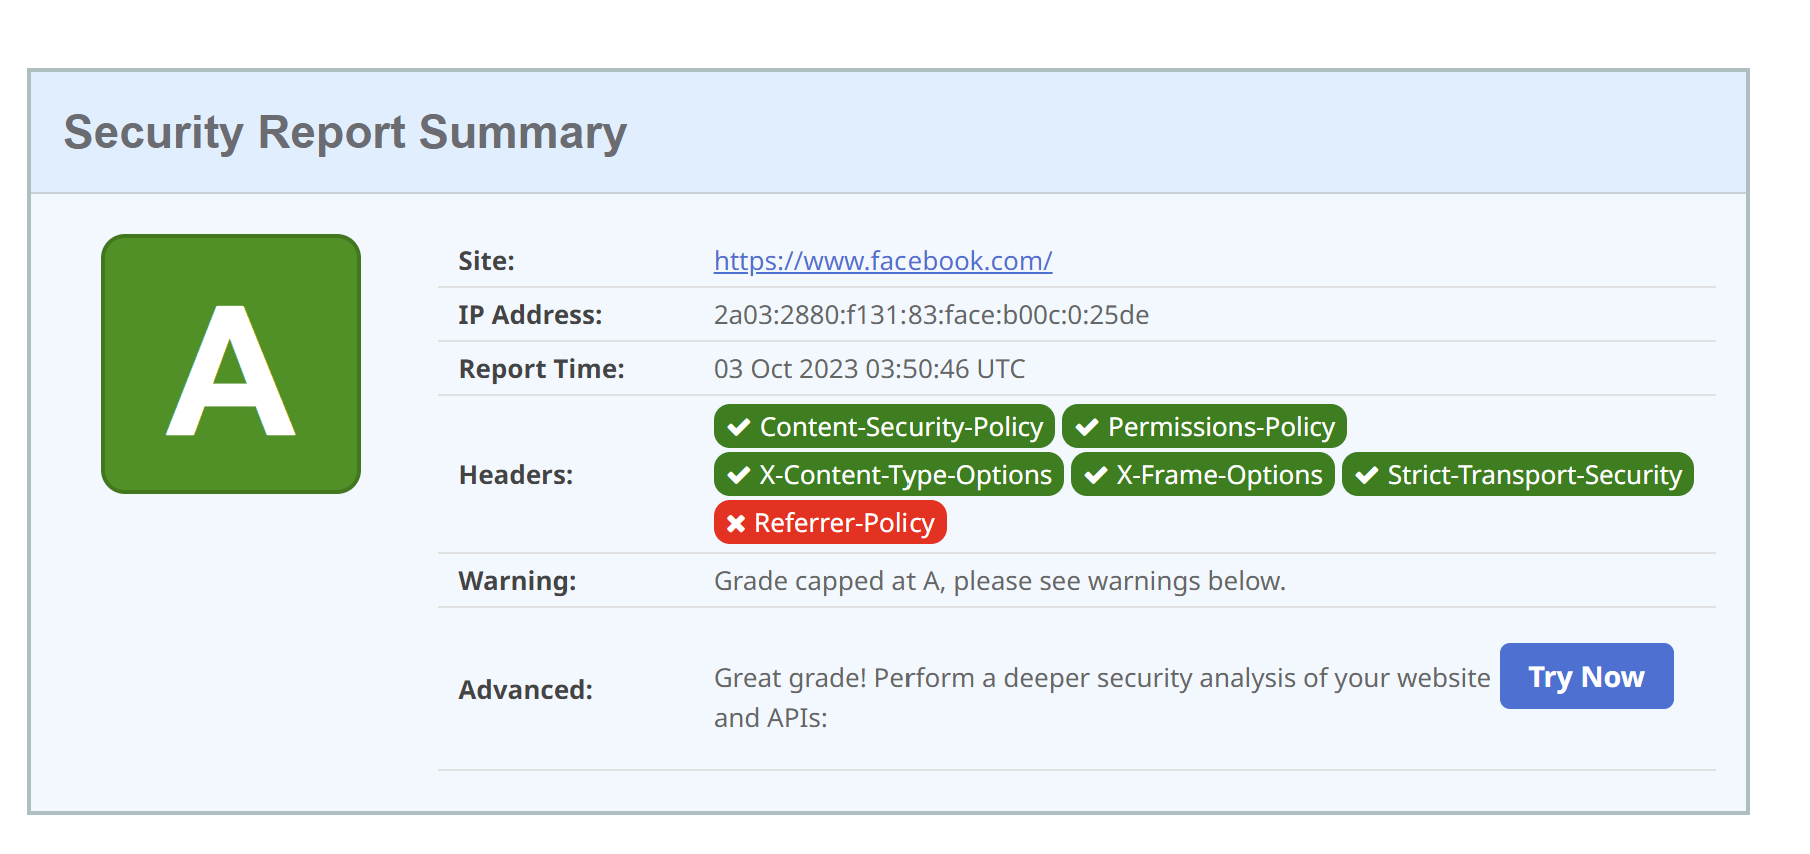 Security Report Summary
A
Site: https://www.facebook.com/
IP Address: 2a03:2880:f131:83:face:b00c:0:25de
Report Time: 03 Oct 2023 03:50:46 UTC
Headers:
Content-Security-Policy Permissions-Policy
X-Content-Type-Options X-Frame-Options Strict-Transport-Security
Referrer-Policy
Warning: Grade capped at A, please see warnings below.
Advanced:
Great grade! Perform a deeper security analysis of your website
and APIs:
Try Now